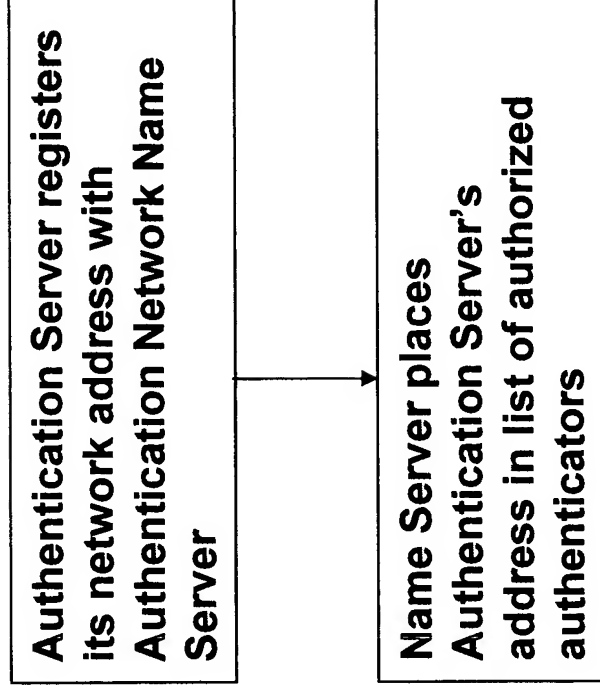 Authentication Server registers
its network address with
Authentication Network Name
Server
Name Server places
Authentication Server's
address in list of authorized
authenticators